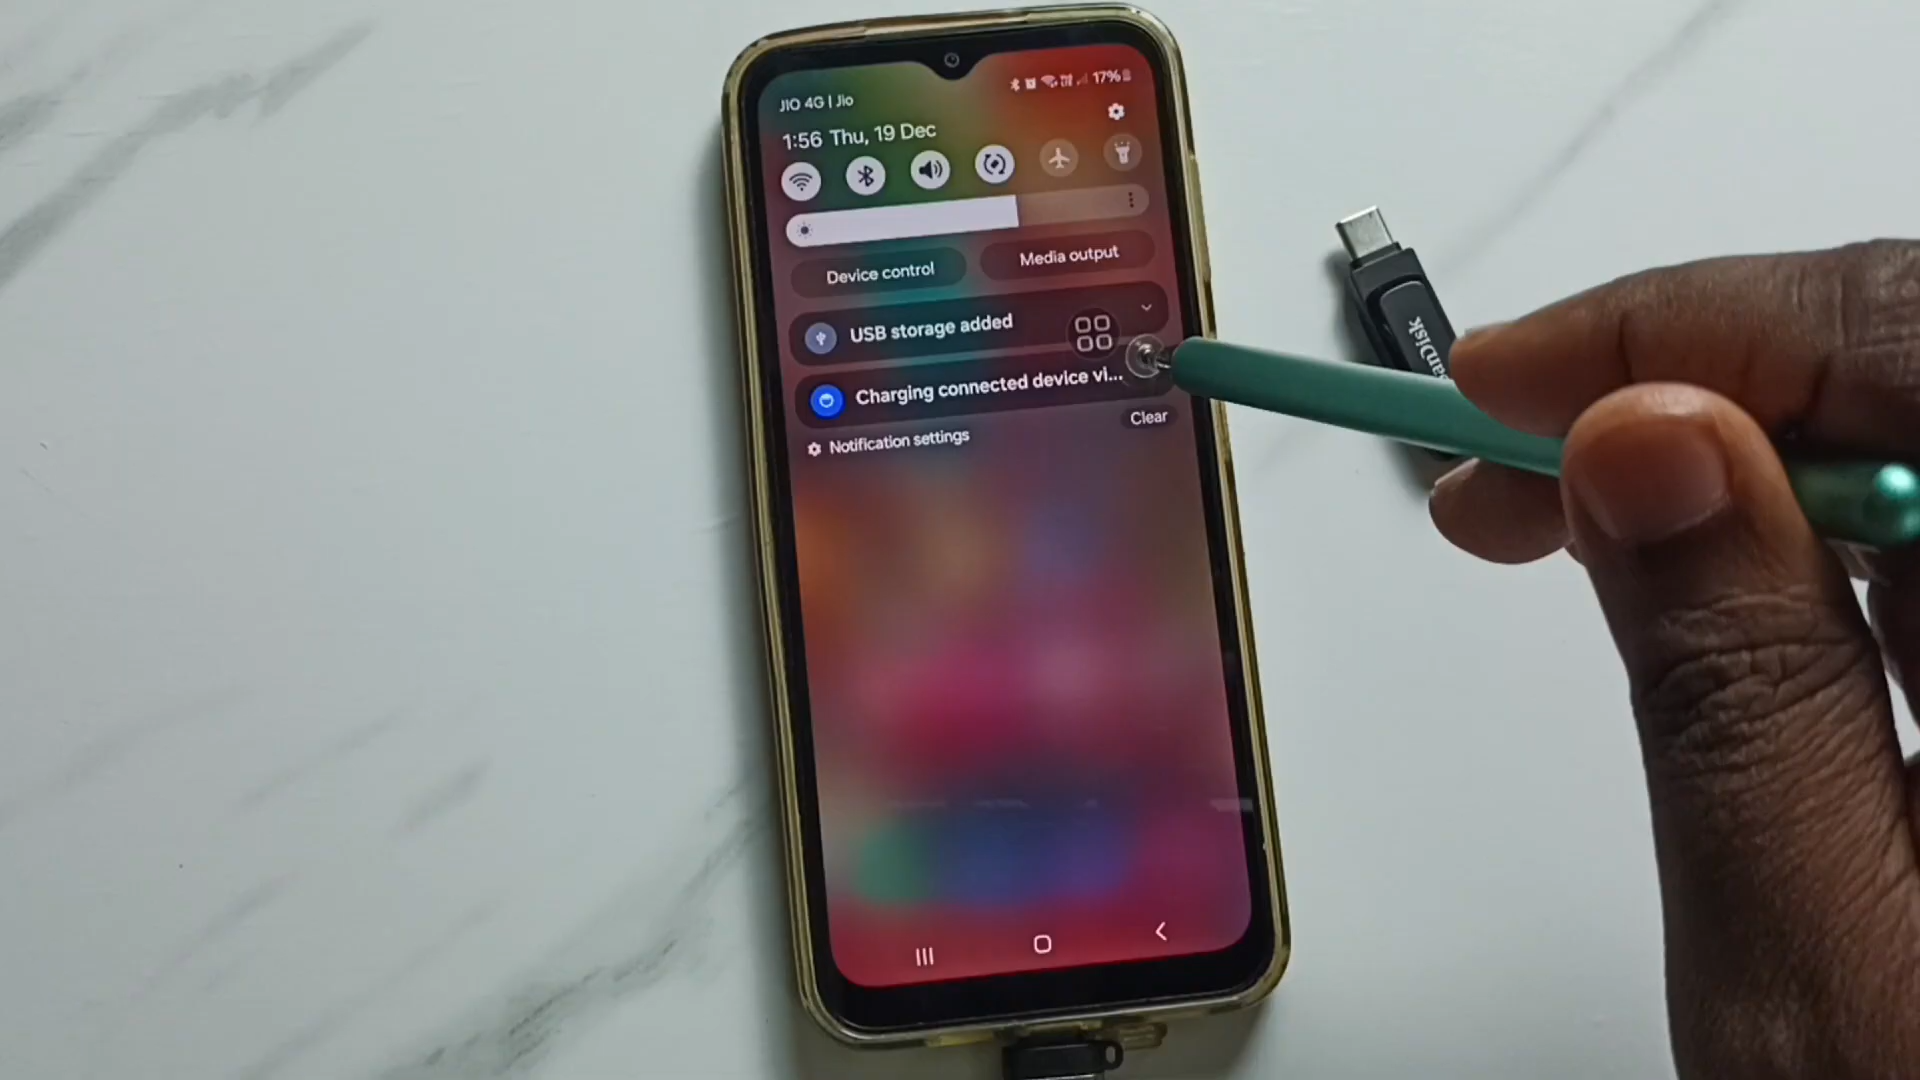 JIO 4G | Jio
17%
1:56 Thu, 19 Dec
Device control
Media output
USB storage added
Charging connected device vi...
Clear
Notification settings
SanDisk